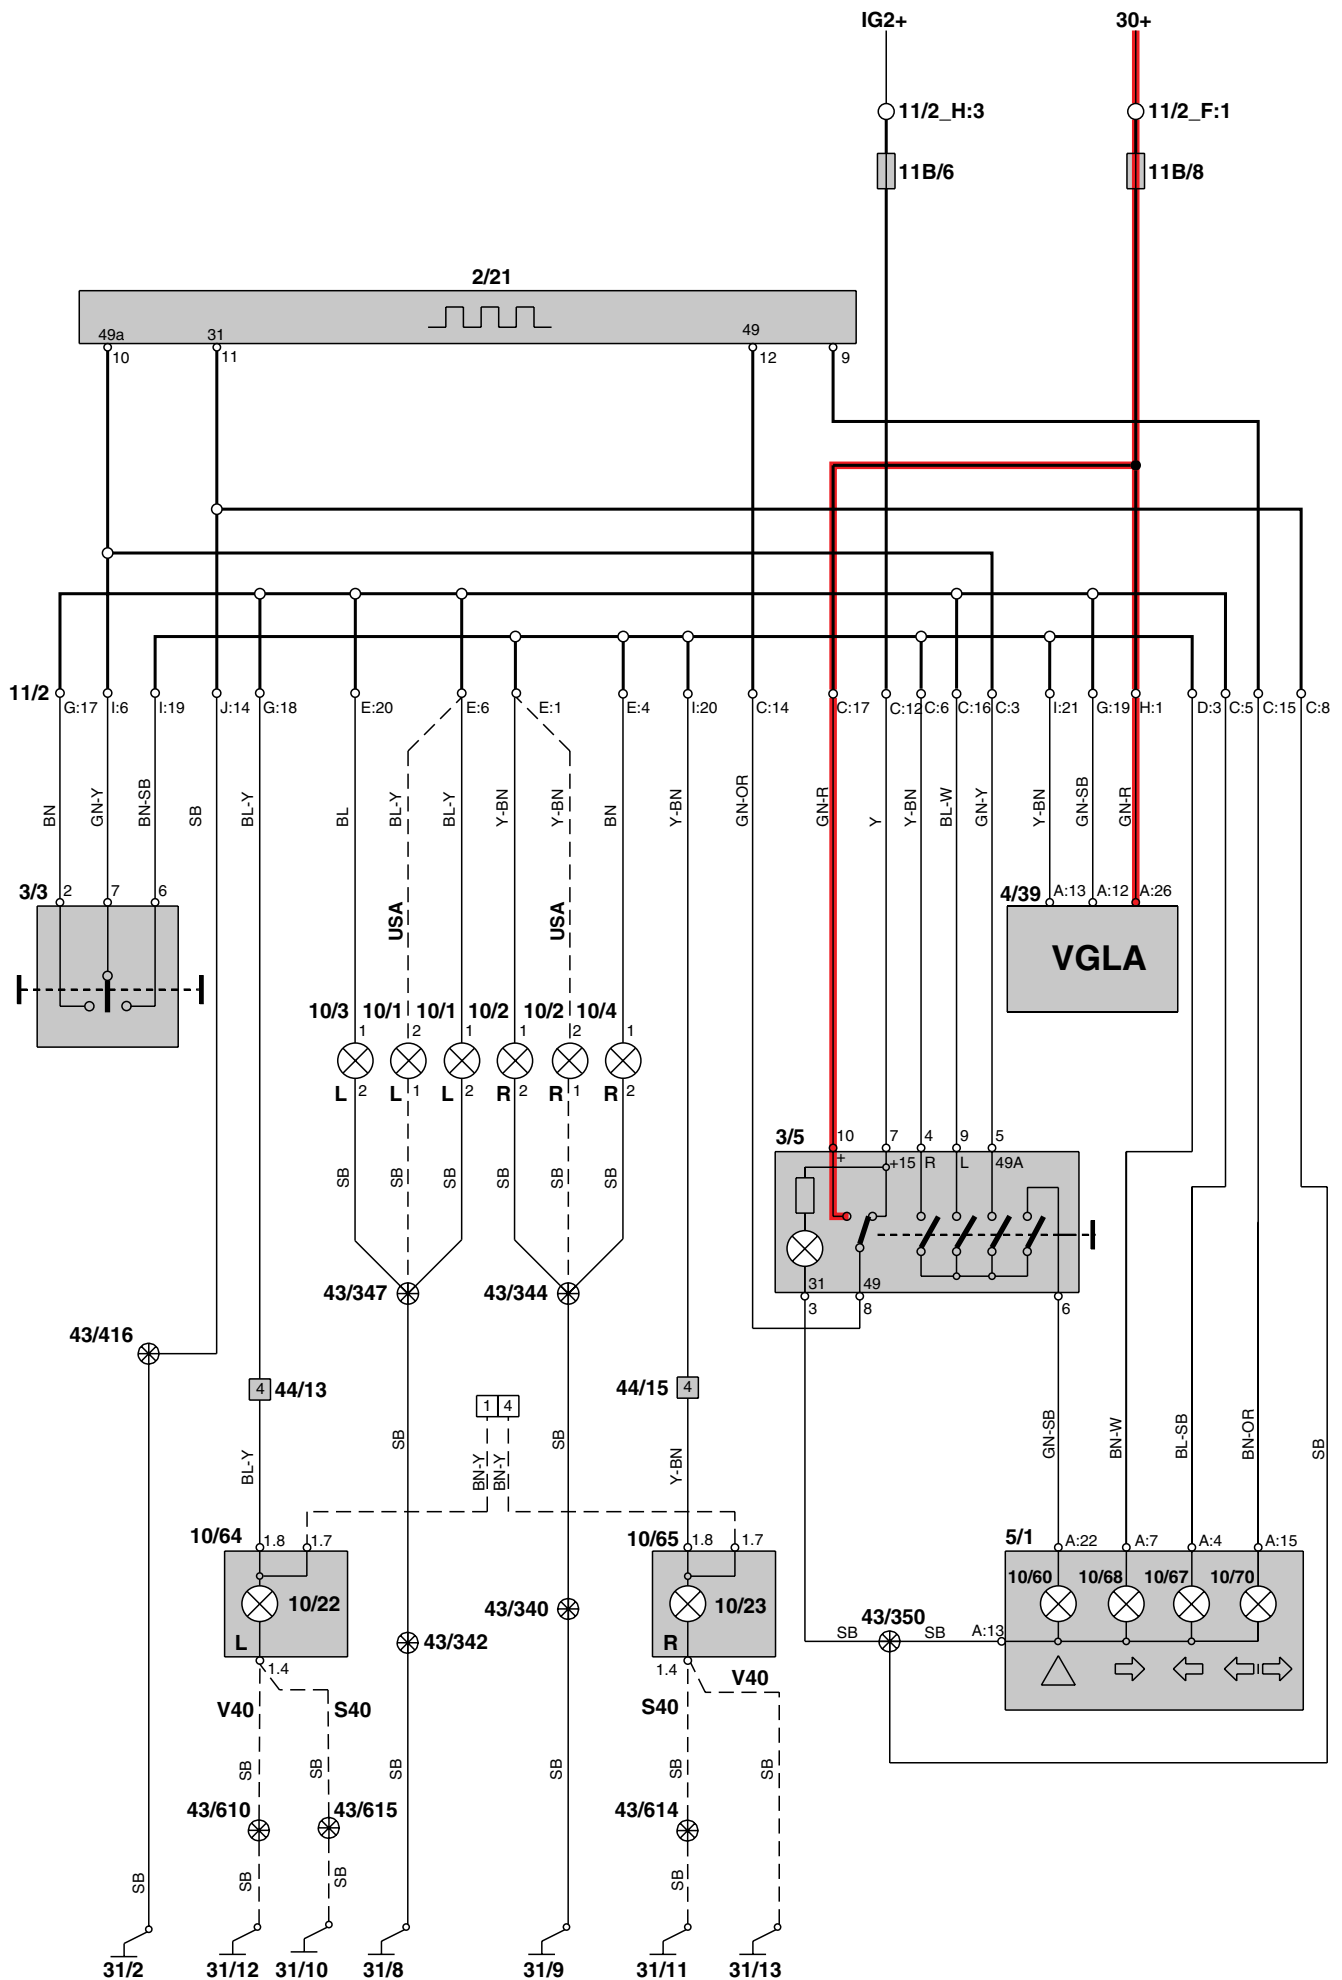 IG2+ 30+
11/2_H:3 11/2_F:1
11B/6 11B/8
2/21
49a 31 49
10 11 12 9
11/2
G:17 I:6 I:19 J:14 G:18 E:20 E:6 E:1 E:4 I:20 C:14 C:17 C:12 C:6 C:16 C:3 I:21 G:19 H:1 D:3 C:5 C:15 C:8
BN GN-Y BN-SB SB BL-Y BL BL-Y BL-Y Y-BN Y-BN BN Y-BN GN-OR GN-R Y Y-BN BL-W GN-Y Y-BN GN-SB GN-R
3/3 2 7 6 4/39 A:13 A:12 A:26
USA USA
VGLA
10/3 10/1 10/1 10/2 10/2 10/4
1 2 1 1 2 1
L 2 L 1 L 2 R 2 R 1 R 2
3/5 10 7 4 9 5
+ +15 R L 49A
SB SB SB SB SB SB
31 49
3 8 6
43/347 43/344
43/416
4 44/13 44/15 4
1 4
BL-Y SB BN-Y BN-Y SB Y-BN GN-SB BN-W BL-SB BN-OR SB
10/64 1.8 1.7 10/65 1.8 1.7 5/1 A:22 A:7 A:4 A:15
10/60 10/68 10/67 10/70
10/22 43/340 10/23 43/350
L 43/342 R SB SB A:13
1.4 1.4
V40 S40 S40 V40
SB SB SB SB SB SB
43/610 43/615 43/614
SB SB SB SB
31/2 31/12 31/10 31/8 31/9 31/11 31/13